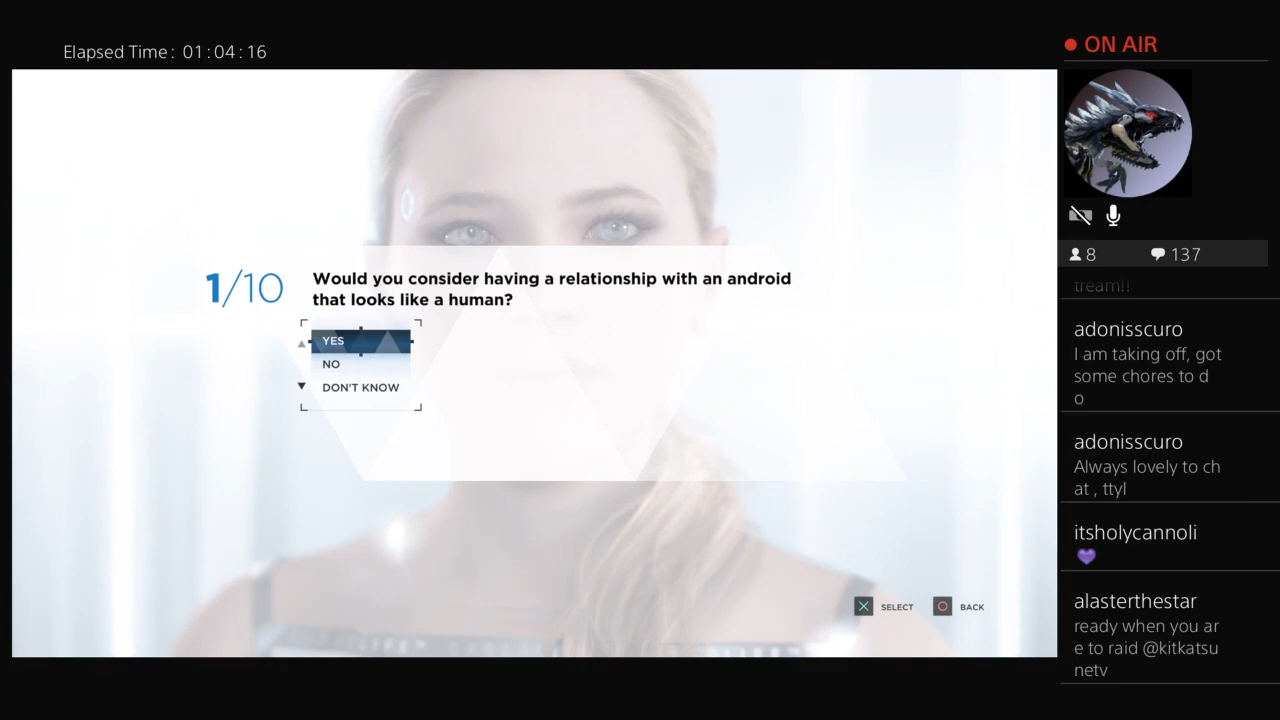 Elapsed Time: 01:04:16
ON AIR
8
137
1/10
Would you consider having a relationship with an android
that looks like a human?
YES
NO
DON'T KNOW
SELECT
BACK
tream!!
adonisscuro
I am taking off, got
some chores to d
o
adonisscuro
Always lovely to ch
at , ttyl
itsholycannoli
💜
alasterthestar
ready when you ar
e to raid @kitkatsu
netv